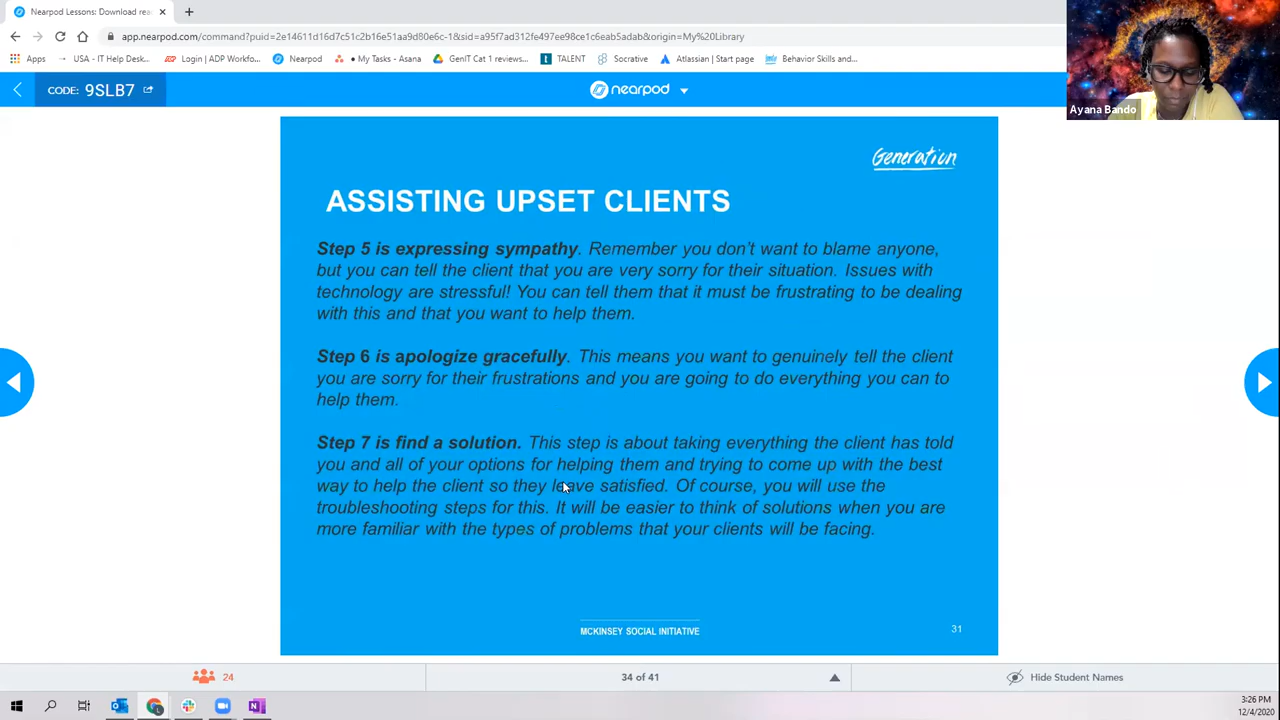 Nearpod Lessons: Download rea
app.nearpod.com/command?puid=2e14611d16d7c51c2b16e51aa9d80e6c-1&sid=a95f7ad312fe497ee98ce1c6eab5adab&origin=My%20Library
Apps USA - IT Help Desk... Login | ADP Workfo... Nearpod My Tasks - Asana GenIT Cat 1 reviews... TALENT Socrative Atlassian | Start page Behavior Skills and...
CODE: 9SLB7
nearpod
Ayana Bando
Generation
ASSISTING UPSET CLIENTS
Step 5 is expressing sympathy. Remember you don't want to blame anyone,
but you can tell the client that you are very sorry for their situation. Issues with
technology are stressful! You can tell them that it must be frustrating to be dealing
with this and that you want to help them.
Step 6 is apologize gracefully. This means you want to genuinely tell the client
you are sorry for their frustrations and you are going to do everything you can to
help them.
Step 7 is find a solution. This step is about taking everything the client has told
you and all of your options for helping them and trying to come up with the best
way to help the client so they leave satisfied. Of course, you will use the
troubleshooting steps for this. It will be easier to think of solutions when you are
more familiar with the types of problems that your clients will be facing.
MCKINSEY SOCIAL INITIATIVE
31
24
34 of 41
Hide Student Names
3:26 PM
12/4/2020